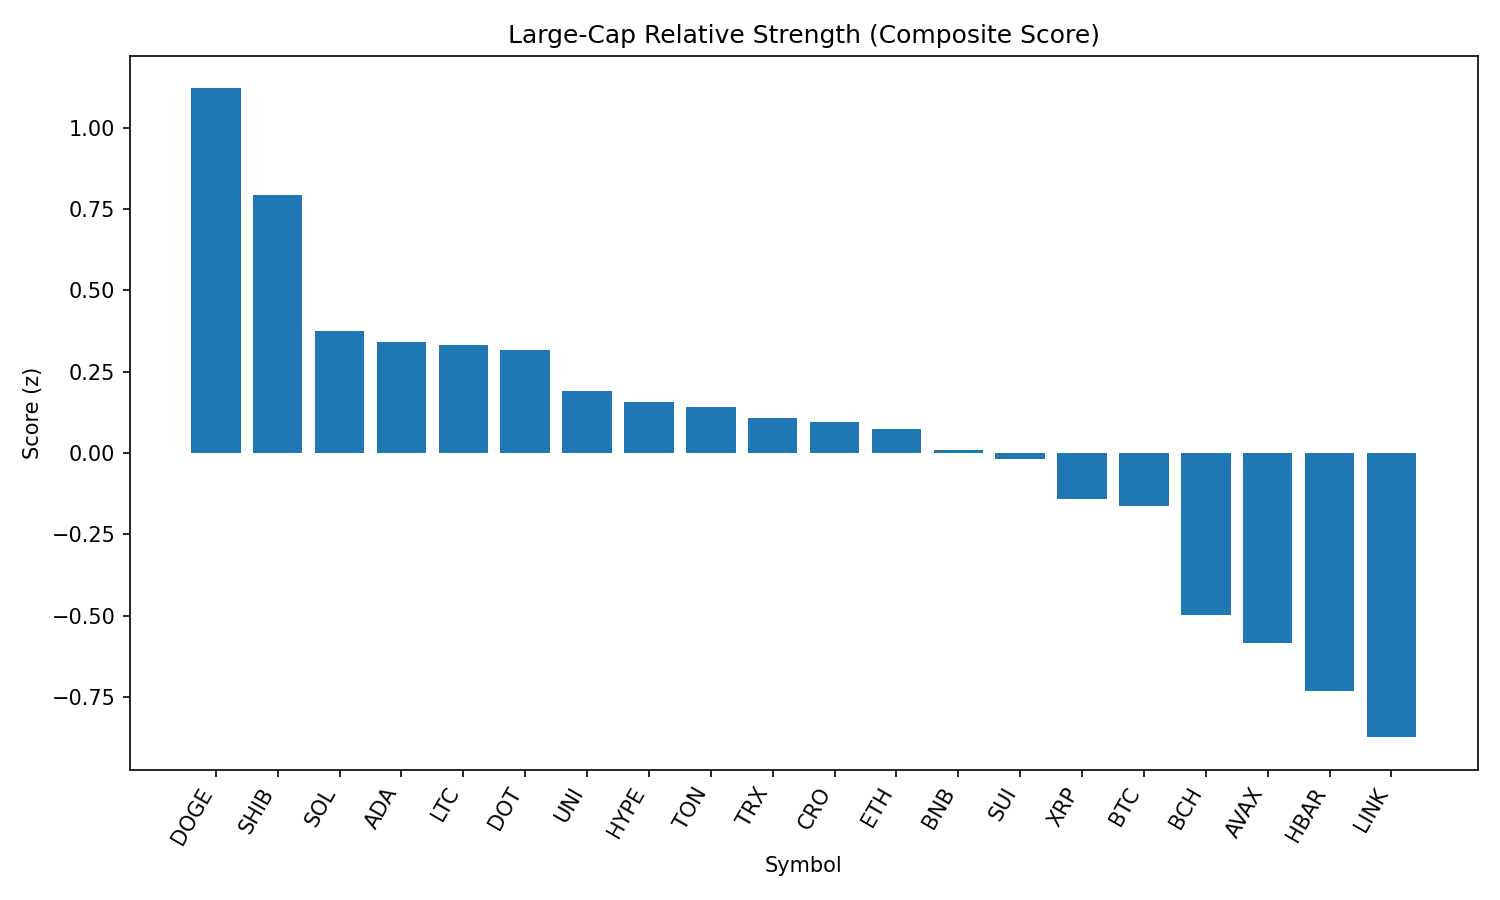 Large-Cap Relative Strength (Composite Score)
Score (z)
1.00
0.75
0.50
0.25
0.00
−0.25
−0.50
−0.75
DOGE
SHIB
SOL
ADA
LTC
DOT
UNI
HYPE
TON
TRX
CRO
ETH
BNB
SUI
XRP
BTC
BCH
AVAX
HBAR
LINK
Symbol